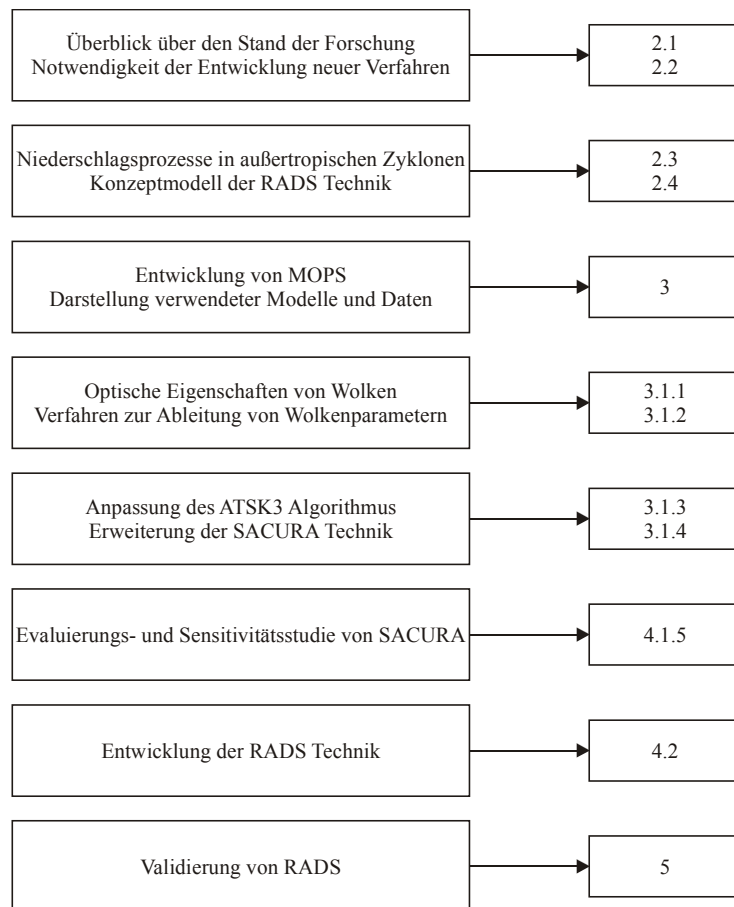 Überblick über den Stand der Forschung
Notwendigkeit der Entwicklung neuer Verfahren
2.1
2.2
Niederschlagsprozesse in außertropischen Zyklonen
Konzeptmodell der RADS Technik
2.3
2.4
Entwicklung von MOPS
Darstellung verwendeter Modelle und Daten
3
Optische Eigenschaften von Wolken
Verfahren zur Ableitung von Wolkenparametern
3.1.1
3.1.2
Anpassung des ATSK3 Algorithmus
Erweiterung der SACURA Technik
3.1.3
3.1.4
Evaluierungs- und Sensitivitätsstudie von SACURA
4.1.5
Entwicklung der RADS Technik
4.2
Validierung von RADS
5